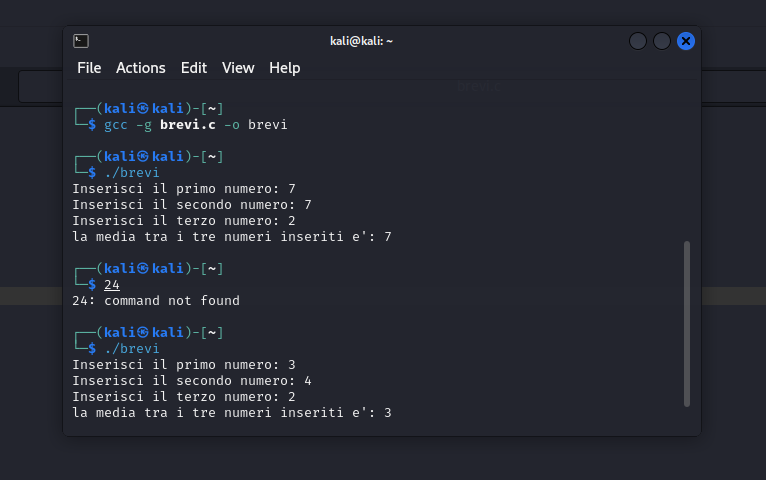 kali@kali: ~
File Actions Edit View Help
┌──(kali㉿kali)-[~]
└─$ gcc -g brevi.c -o brevi
┌──(kali㉿kali)-[~]
└─$ ./brevi
Inserisci il primo numero: 7
Inserisci il secondo numero: 7
Inserisci il terzo numero: 2
la media tra i tre numeri inseriti e': 7
┌──(kali㉿kali)-[~]
└─$ 24
24: command not found
┌──(kali㉿kali)-[~]
└─$ ./brevi
Inserisci il primo numero: 3
Inserisci il secondo numero: 4
Inserisci il terzo numero: 2
la media tra i tre numeri inseriti e': 3